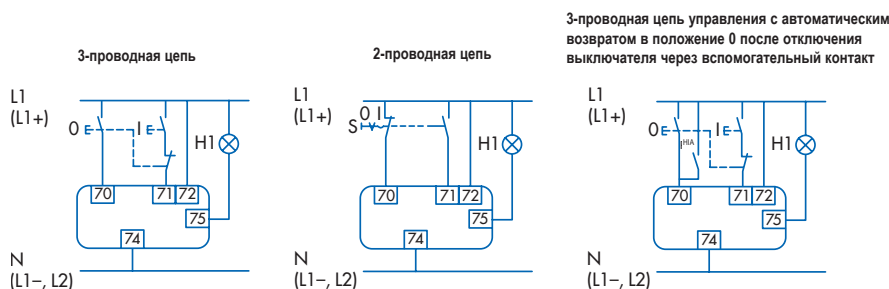 3-проводная цепь
L1
(L1+)
0
I
H1
70
71
72
75
74
N
(L1–, L2)
2-проводная цепь
L1
(L1+)
0 I
S
H1
70
71
72
75
74
N
(L1–, L2)
3-проводная цепь управления с автоматическим
возвратом в положение 0 после отключения
выключателя через вспомогательный контакт
L1
(L1+)
0
HIA
I
H1
70
71
72
75
74
N
(L1–, L2)